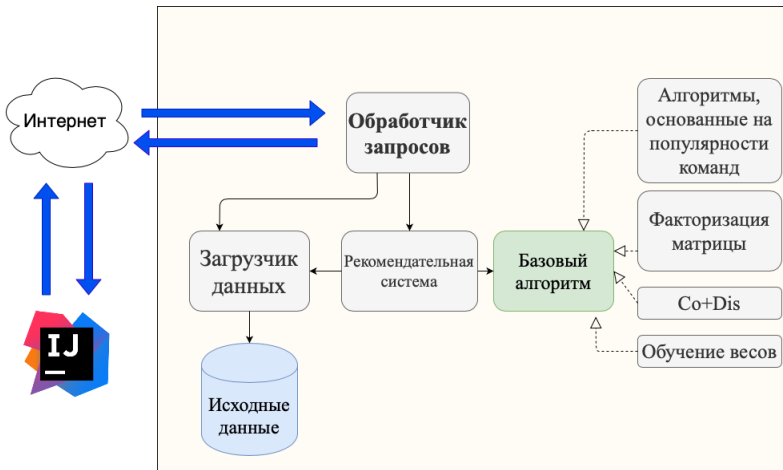 Интернет
Обработчик
запросов
Алгоритмы,
основанные на
популярности
команд
Факторизация
матрицы
Загрузчик
данных
Рекомендательная
система
Базовый
алгоритм
Co+Dis
Обучение весов
IJ
Исходные
данные